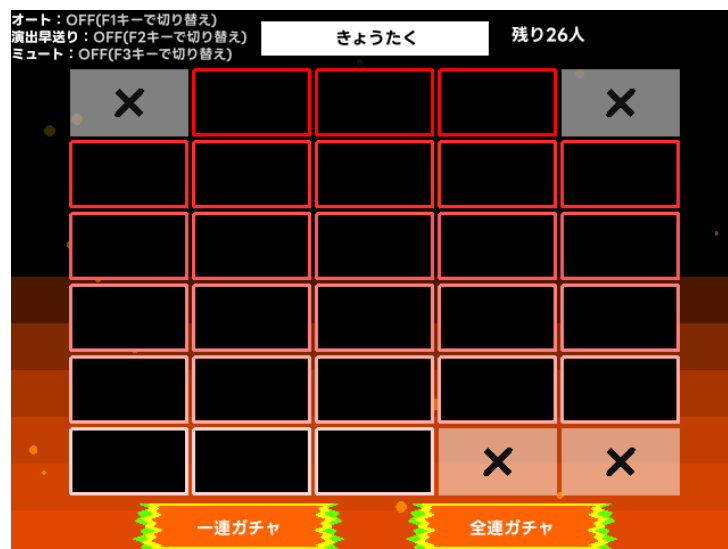 オート：OFF(F1キーで切り替え)
演出早送り：OFF(F2キーで切り替え)
ミュート：OFF(F3キーで切り替え)
きょうたく
残り26人
一連ガチャ
全連ガチャ